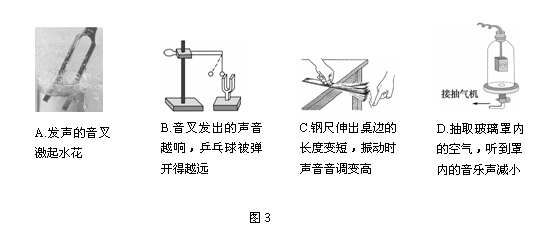 A.发声的音叉
激起水花
B.音叉发出的声音
越响，乒乓球被弹
开得越远
C.钢尺伸出桌边的
长度变短，振动时
声音音调变高
接抽气机
D.抽取玻璃罩内
的空气，听到罩
内的音乐声减小
图3